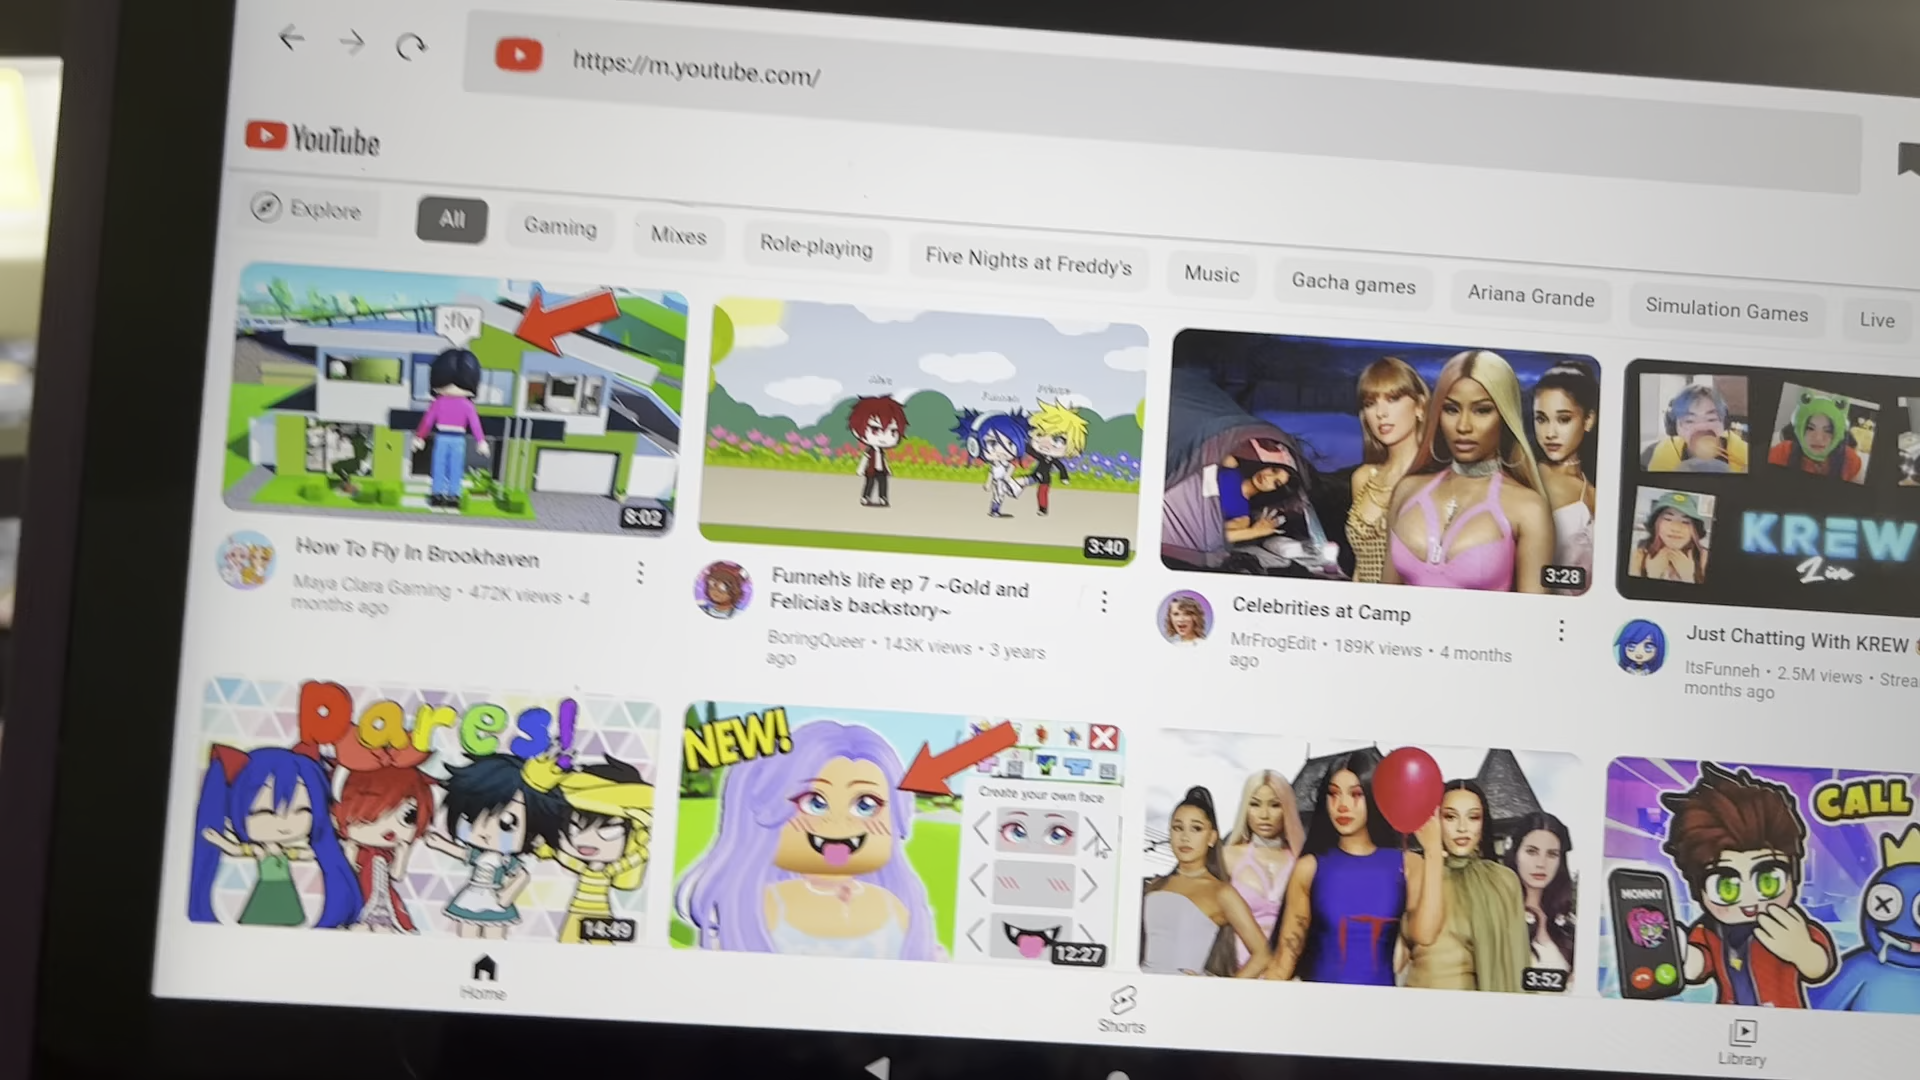 https://m.youtube.com/
YouTube
Explore
All
Gaming
Mixes
Role-playing
Five Nights at Freddy's
Music
Gacha games
Ariana Grande
Simulation Games
Live
;fly
8:02
3:40
3:28
KREW
Live
How To Fly In Brookhaven
Maya Clara Gaming • 472K views • 4
months ago
Funneh's life ep 7 ~Gold and
Felicia's backstory~
BoringQueer • 143K views • 3 years
ago
Celebrities at Camp
MrFrogEdit • 189K views • 4 months
ago
Just Chatting With KREW
ItsFunneh • 2.5M views • Strea
months ago
Dares!
14:49
NEW!
Create your own face
12:27
3:52
CALL
MOMMY
Home
Shorts
Library